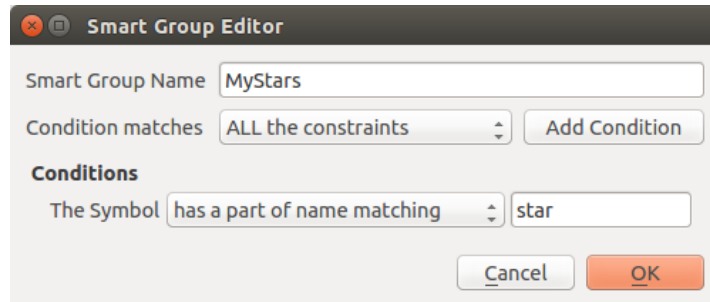 Smart Group Editor
Smart Group Name MyStars
Condition matches ALL the constraints Add Condition
Conditions
The Symbol has a part of name matching star
Cancel OK